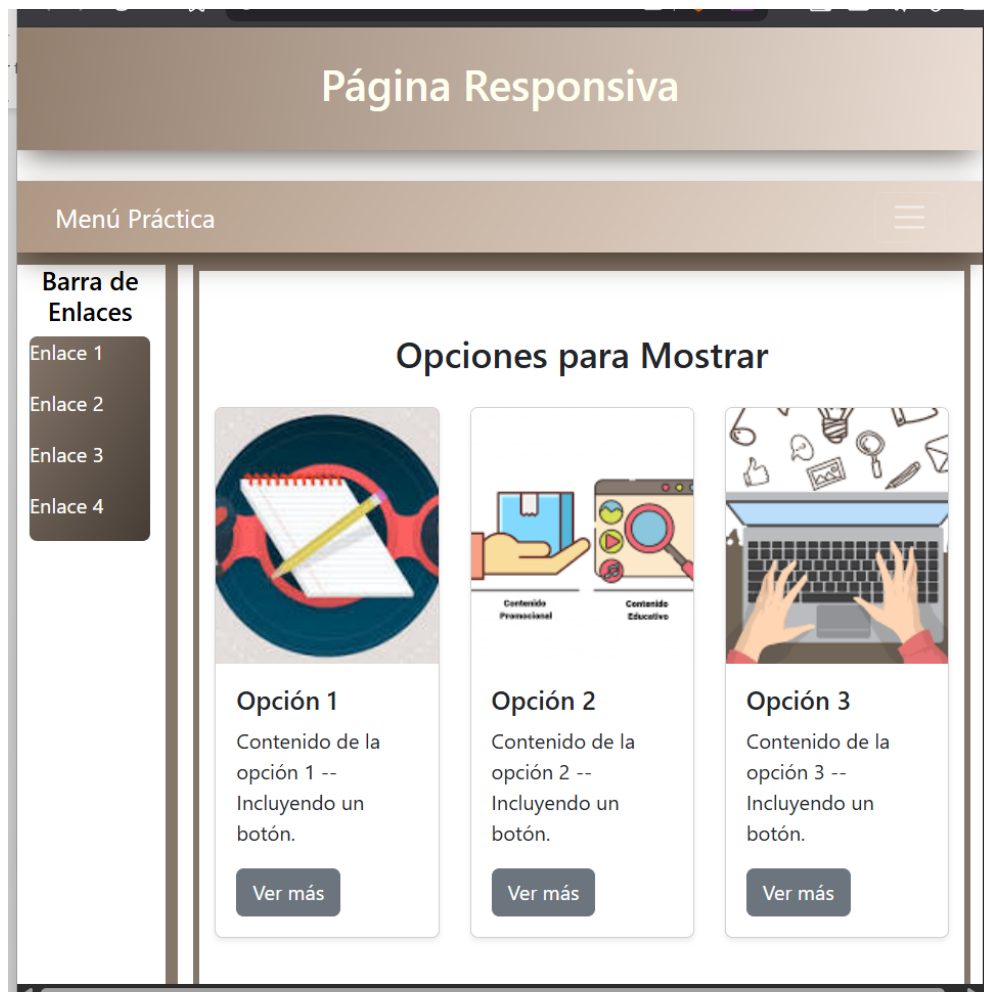 Página Responsiva
Menú Práctica
Barra de
Enlaces
Enlace 1
Enlace 2
Enlace 3
Enlace 4
Opciones para Mostrar
Contenido
Promocional
Contenido
Educativo
Opción 1
Contenido de la
opción 1 --
Incluyendo un
botón.
Ver más
Opción 2
Contenido de la
opción 2 --
Incluyendo un
botón.
Ver más
Opción 3
Contenido de la
opción 3 --
Incluyendo un
botón.
Ver más